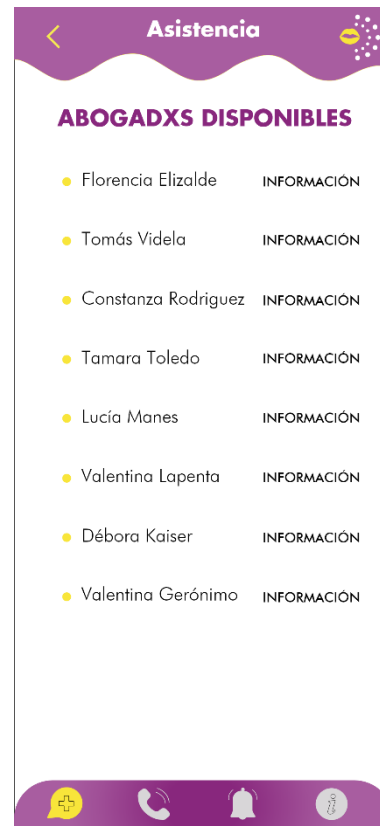 Asistencia
ABOGADXS DISPONIBLES
Florencia Elizalde INFORMACIÓN
Tomás Videla INFORMACIÓN
Constanza Rodriguez INFORMACIÓN
Tamara Toledo INFORMACIÓN
Lucía Manes INFORMACIÓN
Valentina Lapenta INFORMACIÓN
Débora Kaiser INFORMACIÓN
Valentina Gerónimo INFORMACIÓN
i